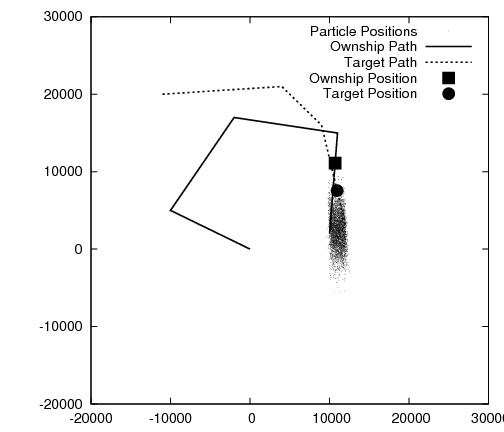 30000
Particle Positions
Ownship Path
Target Path
Ownship Position
Target Position
20000
10000
0
-10000
-20000
-20000 -10000 0 10000 20000 3000